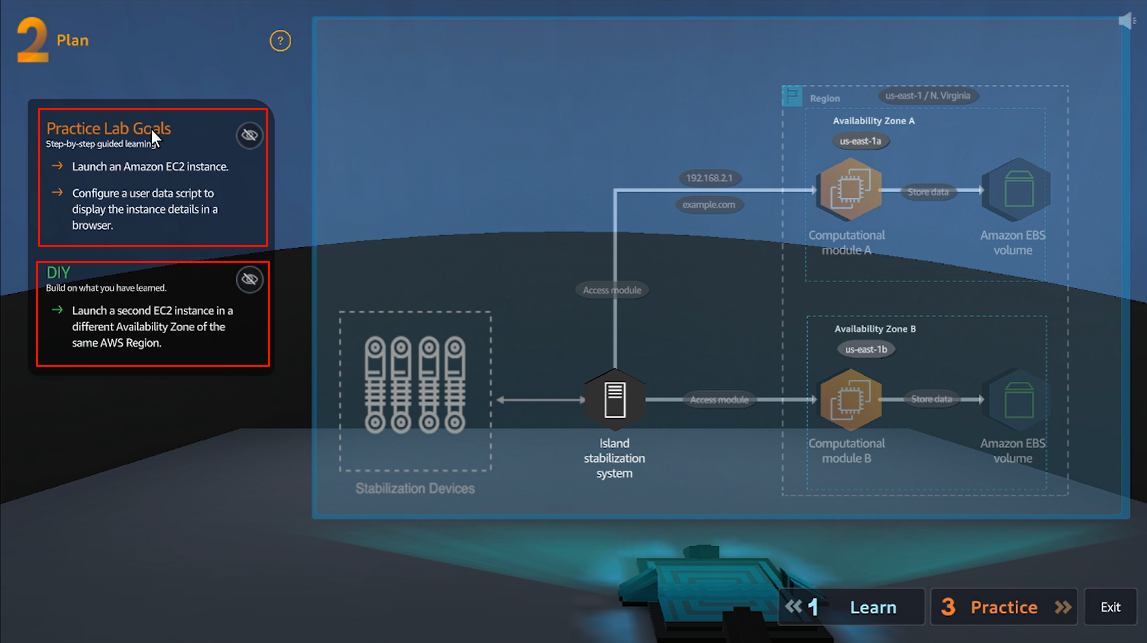 2 Plan
?
Practice Lab Goals
Step-by-step guided learning.
→ Launch an Amazon EC2 instance.
→ Configure a user data script to
display the instance details in a
browser.
DIY
Build on what you have learned.
→ Launch a second EC2 instance in a
different Availability Zone of the
same AWS Region.
Region
us-east-1 / N. Virginia
Availability Zone A
us-east-1a
192.168.2.1
example.com
Store data
Computational
module A
Amazon EBS
volume
Access module
Availability Zone B
us-east-1b
Access module
Store data
Computational
module B
Amazon EBS
volume
Island
stabilization
system
Stabilization Devices
1 Learn
3 Practice
Exit